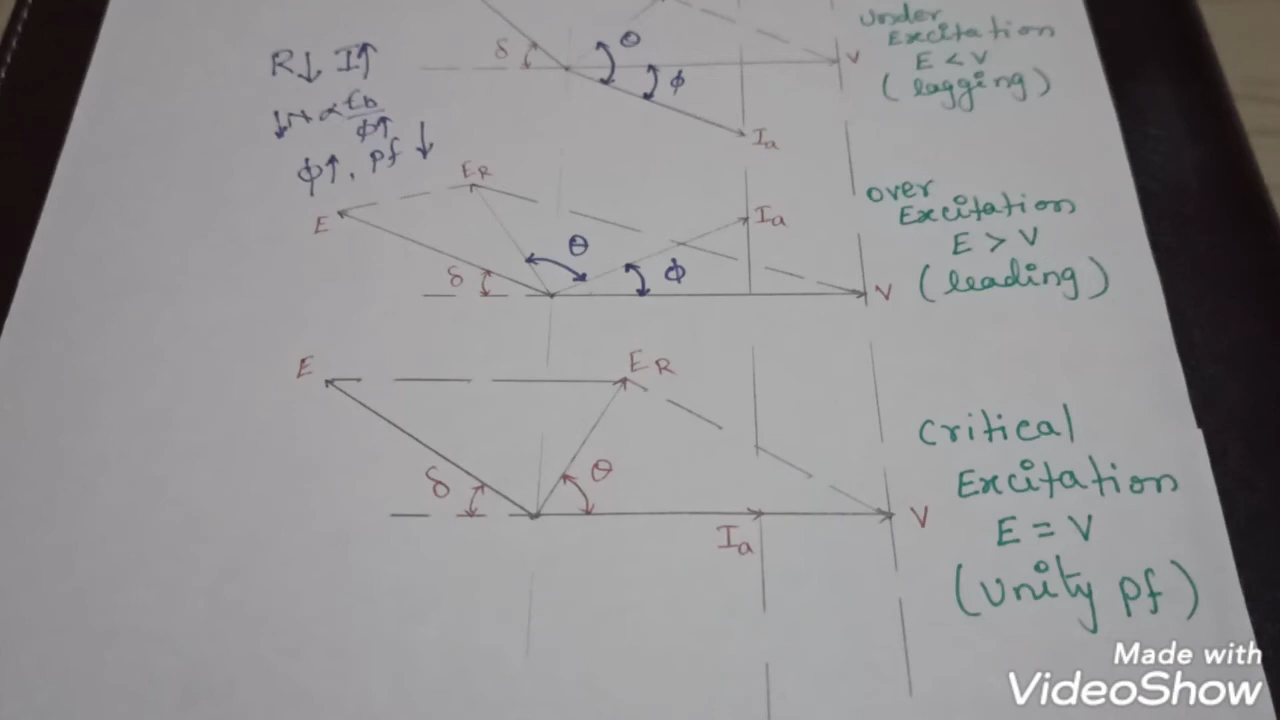 under
Excitation
E < V
(lagging)
δ
θ
ϕ
V
Ia
R↓ I↑
↓N ∝ Eb/ϕ↑
ϕ↑, pf ↓
ER
E
θ
δ
ϕ
Ia
V
over
Excitation
E > V
(leading)
E
ER
δ
θ
Ia
V
Critical
Excitation
E = V
(Unity pf)
Made with
VideoShow